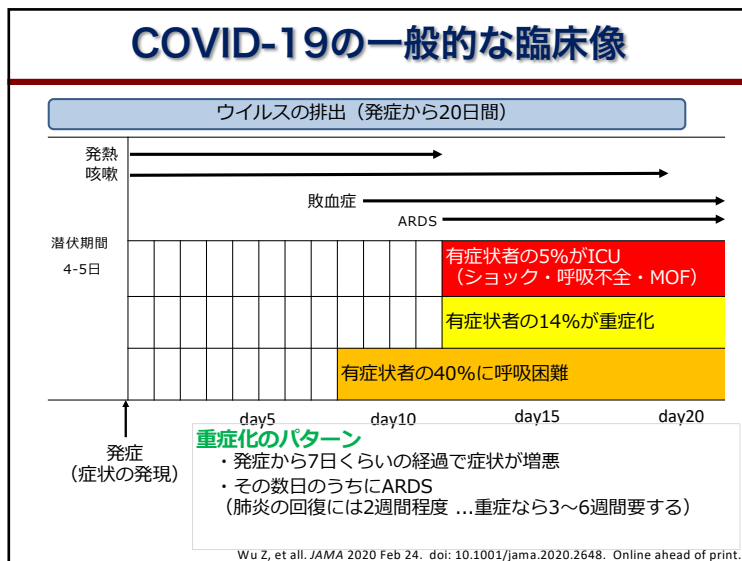 COVID-19の一般的な臨床像
ウイルスの排出（発症から20日間）
発熱
咳嗽
敗血症
ARDS
潜伏期間
4-5日
有症状者の5%がICU
（ショック・呼吸不全・MOF）
有症状者の14%が重症化
有症状者の40%に呼吸困難
day5
day10
day15
day20
発症
（症状の発現）
重症化のパターン
・発症から7日くらいの経過で症状が増悪
・その数日のうちにARDS
（肺炎の回復には2週間程度 …重症なら3～6週間要する）
Wu Z, et all. JAMA 2020 Feb 24. doi: 10.1001/jama.2020.2648. Online ahead of print.